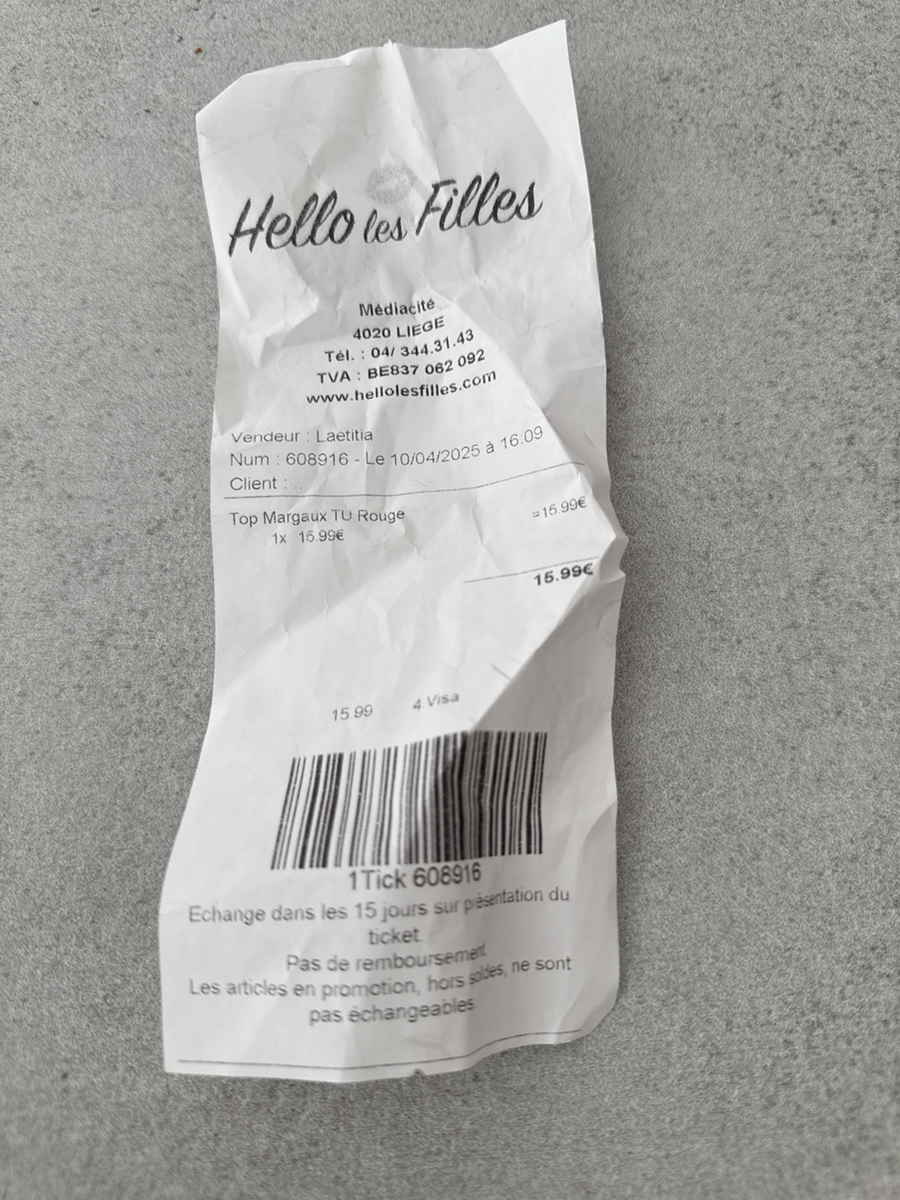 Hello les Filles
Médiacité
4020 LIEGE
Tél. : 04/ 344.31.43
TVA : BE837 062 092
www.hellolesfilles.com
Vendeur : Laetitia
Num : 608916 - Le 10/04/2025 à 16:09
Client : ..
Top Margaux TU Rouge =15.99€
1x 15.99€
15.99€
15.99 4.Visa
1Tick 608916
Echange dans les 15 jours sur présentation du
ticket.
Pas de remboursement
Les articles en promotion, hors soldes, ne sont
pas échangeables